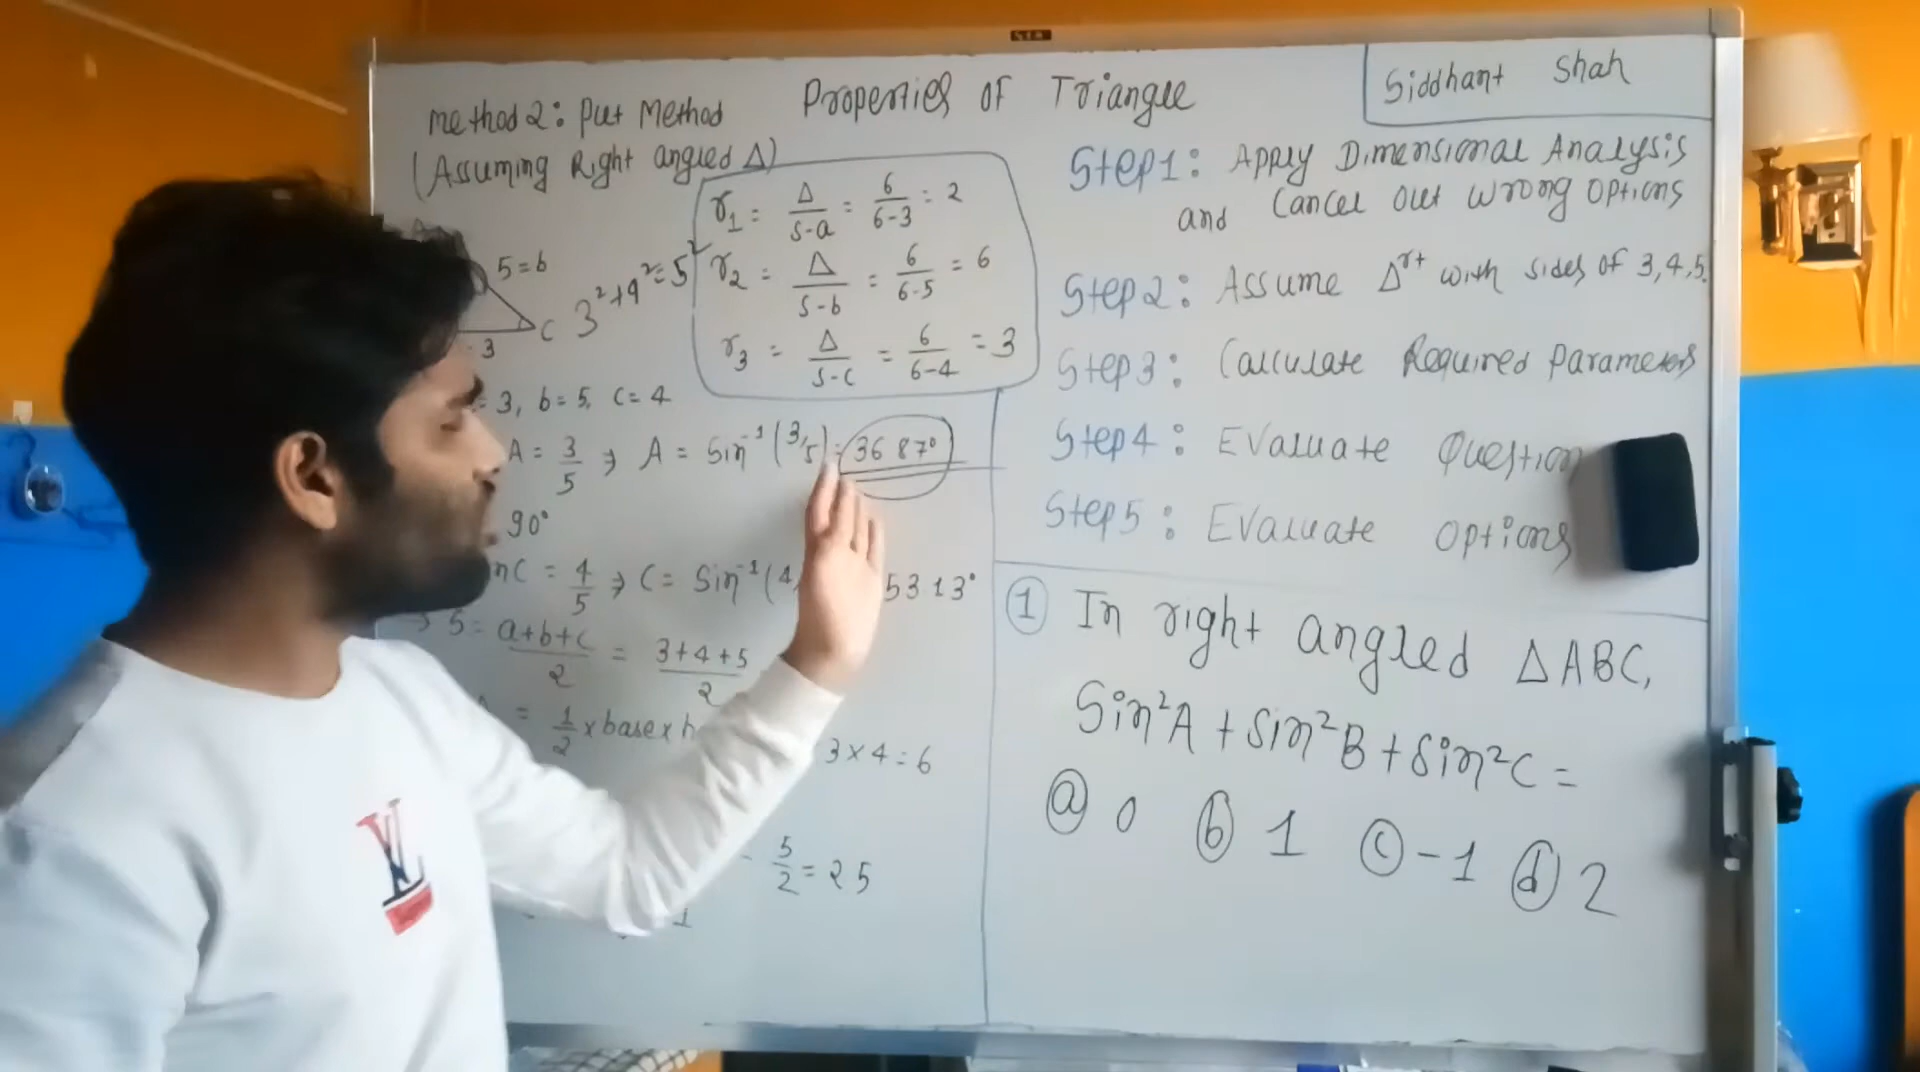 Properties of Triangle
Siddhant Shah
Method 2: Put Method
(Assuming Right angled Δ)
5=b
C
3
3²+4²=5²
r₁ = Δ/(s-a) = 6/(6-3) = 2
r₂ = Δ/(s-b) = 6/(6-5) = 6
r₃ = Δ/(s-c) = 6/(6-4) = 3
=3, b=5, c=4
A = 3/5 ⇒ A = Sin⁻¹(3/5) = 36.87°
90°
nC = 4/5 ⇒ C = Sin⁻¹(4/ 53.13°
→ S = (a+b+c)/2 = (3+4+5)/2
= 1/2 × base × h 3×4=6
5/2 = 2.5
1
Step1: Apply Dimensional Analysis
and Cancel out wrong options
Step2: Assume Δ^r+ with sides of 3,4,5.
Step3: Calculate Required Parameters
Step4: Evaluate Question
Step5: Evaluate Options
① In right angled ΔABC,
Sin²A + Sin²B + Sin²C =
ⓐ 0 ⓑ 1 ⓒ -1 ⓓ 2